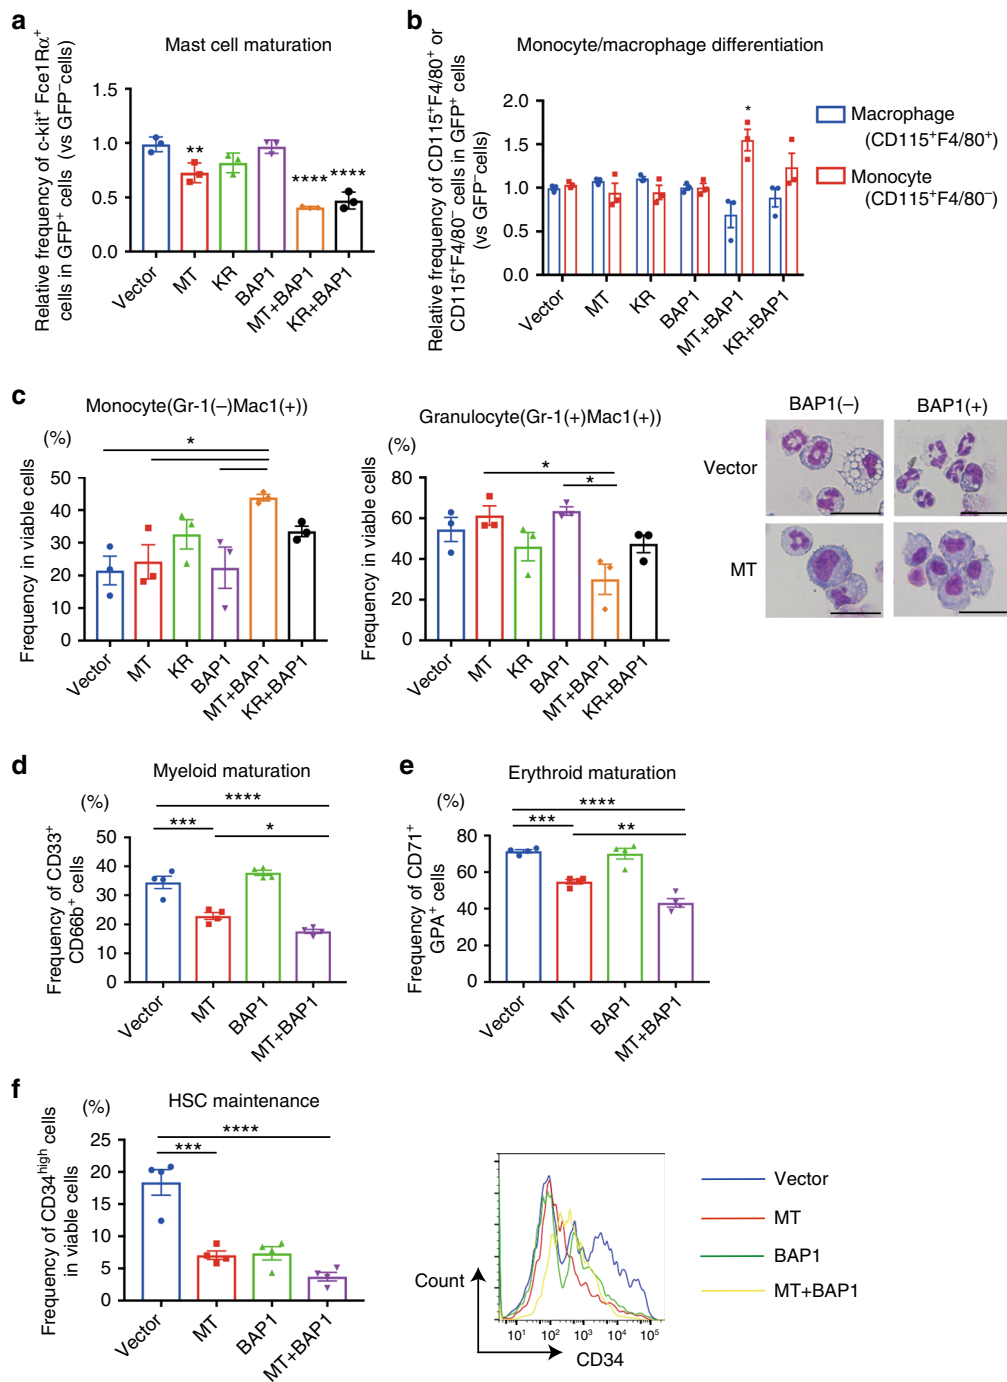 a
Mast cell maturation
Relative frequency of c-kit⁺ Fce1Rα⁺
cells in GFP⁺ cells (vs GFP⁻cells)
1.5
1.0
0.5
0.0
**
****
****
Vector
MT
KR
BAP1
MT+BAP1
KR+BAP1
b
Monocyte/macrophage differentiation
Relative frequency of CD115⁺F4/80⁺ or
CD115⁺F4/80⁻ cells in GFP⁺ cells
(vs GFP⁻cells)
2.0
1.5
1.0
0.5
0.0
*
Vector
MT
KR
BAP1
MT+BAP1
KR+BAP1
Macrophage
(CD115⁺F4/80⁺)
Monocyte
(CD115⁺F4/80⁻)
c
Monocyte(Gr-1(−)Mac1(+))
(%)
Frequency in viable cells
50
40
30
20
10
0
*
Vector
MT
KR
BAP1
MT+BAP1
KR+BAP1
Granulocyte(Gr-1(+)Mac1(+))
(%)
Frequency in viable cells
80
60
40
20
0
*
*
Vector
MT
KR
BAP1
MT+BAP1
KR+BAP1
BAP1(−)
BAP1(+)
Vector
MT
d
Myeloid maturation
(%)
Frequency of CD33⁺
CD66b⁺ cells
50
40
30
20
10
0
****
***
*
Vector
MT
BAP1
MT+BAP1
e
Erythroid maturation
(%)
Frequency of CD71⁺
GPA⁺ cells
80
60
40
20
0
****
***
**
Vector
MT
BAP1
MT+BAP1
f
HSC maintenance
(%)
Frequency of CD34ʰⁱᵍʰ cells
in viable cells
25
20
15
10
5
0
****
***
Vector
MT
BAP1
MT+BAP1
Count
10¹
10²
10³
10⁴
10⁵
CD34
Vector
MT
BAP1
MT+BAP1